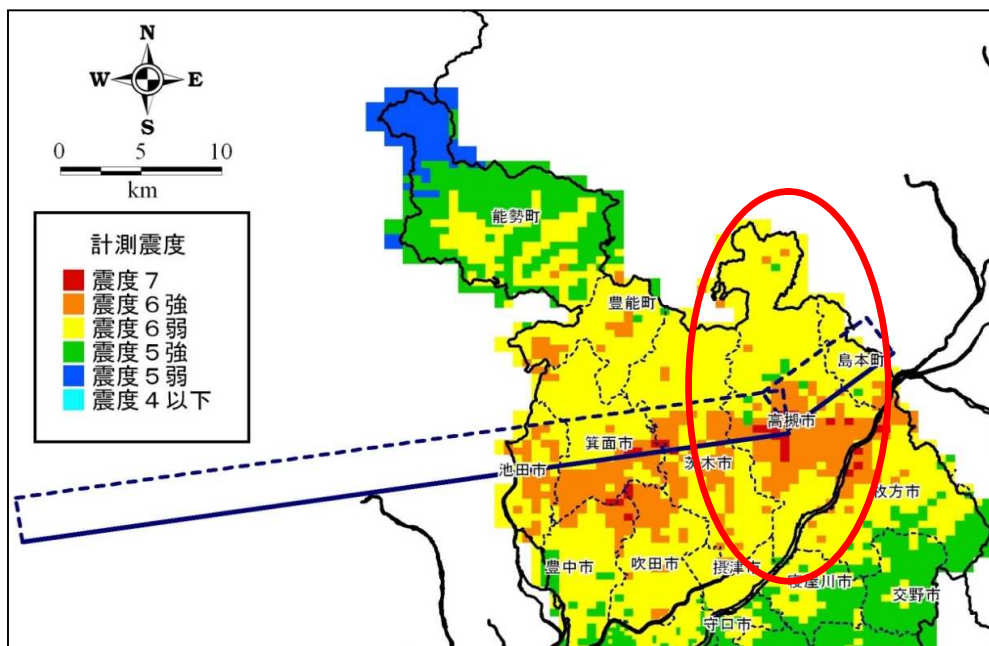 N
W E
S
0 5 10
km
計測震度
震度７
震度６強
震度６弱
震度５強
震度５弱
震度４以下
能勢町
豊能町
島本町
高槻市
箕面市
茨木市
池田市
枚方市
豊中市
吹田市
摂津市
寝屋川市
交野市
守口市